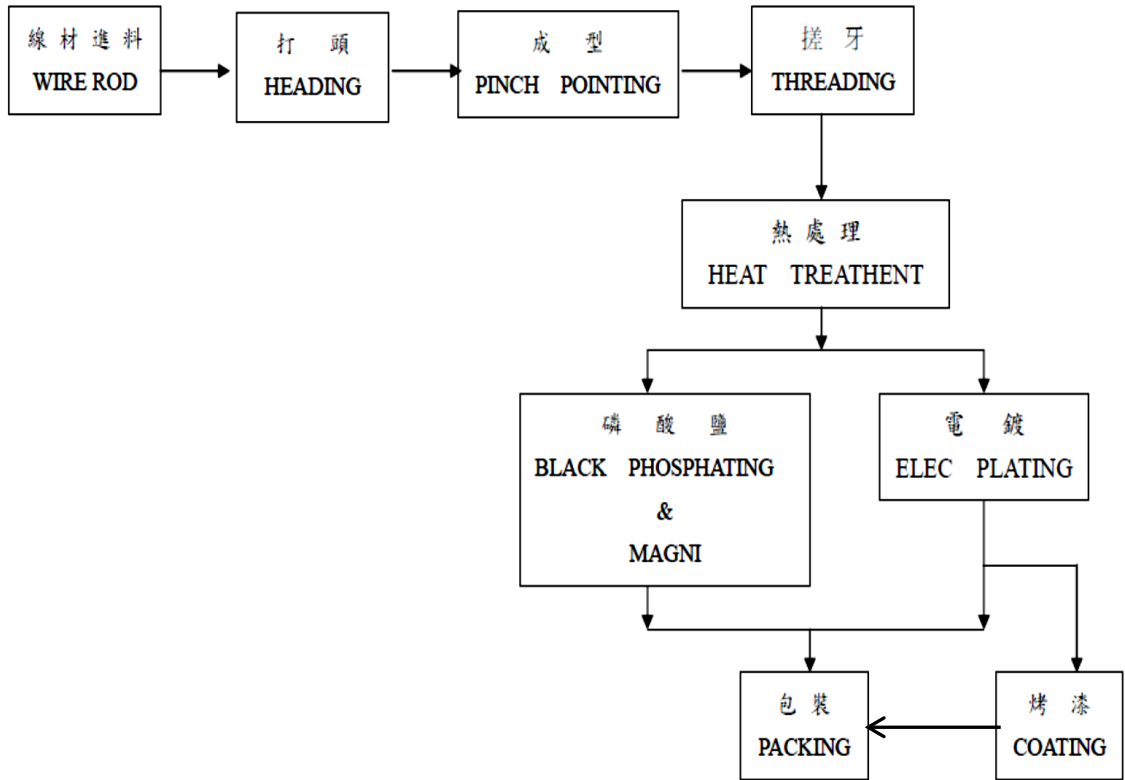 線材進料
WIRE ROD
打 頭
HEADING
成 型
PINCH POINTING
搓牙
THREADING
熱處理
HEAT TREATHENT
磷 酸 鹽
BLACK PHOSPHATING
&
MAGNI
電 鍍
ELEC PLATING
包裝
PACKING
烤漆
COATING